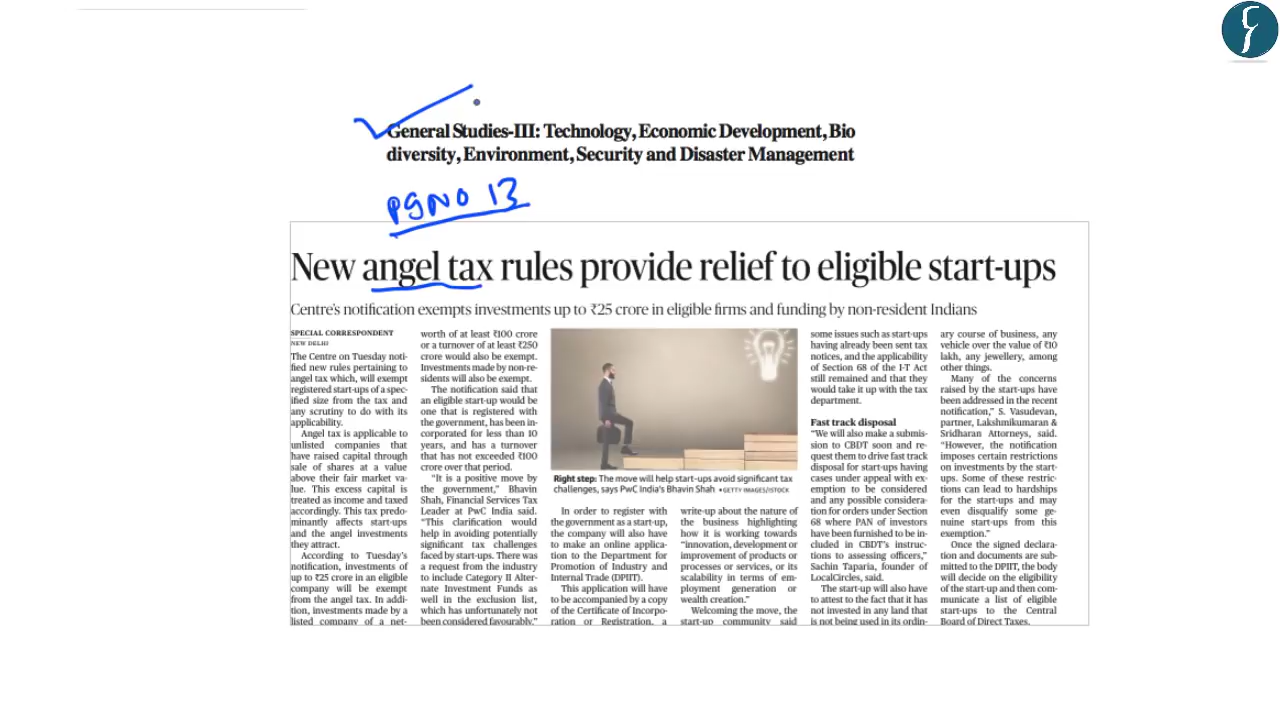 General Studies-III: Technology, Economic Development, Bio
diversity, Environment, Security and Disaster Management
PGNO 13
New angel tax rules provide relief to eligible start-ups
Centre's notification exempts investments up to ₹25 crore in eligible firms and funding by non-resident Indians
SPECIAL CORRESPONDENT
NEW DELHI
The Centre on Tuesday noti-
fied new rules pertaining to
angel tax which, will exempt
registered start-ups of a spec-
ified size from the tax and
any scrutiny to do with its
applicability.
Angel tax is applicable to
unlisted companies that
have raised capital through
sale of shares at a value
above their fair market va-
lue. This excess capital is
treated as income and taxed
accordingly. This tax predo-
minantly affects start-ups
and the angel investments
they attract.
According to Tuesday's
notification, investments of
up to ₹25 crore in an eligible
company will be exempt
from the angel tax. In addi-
tion, investments made by a
listed company of a net-
worth of at least ₹100 crore
or a turnover of at least ₹250
crore would also be exempt.
Investments made by non-re-
sidents will also be exempt.
The notification said that
an eligible start-up would be
one that is registered with
the government, has been in-
corporated for less than 10
years, and has a turnover
that has not exceeded ₹100
crore over that period.
"It is a positive move by
the government," Bhavin
Shah, Financial Services Tax
Leader at PwC India said.
"This clarification would
help in avoiding potentially
significant tax challenges
faced by start-ups. There was
a request from the industry
to include Category II Alter-
nate Investment Funds as
well in the exclusion list,
which has unfortunately not
been considered favourably."
Right step: The move will help start-ups avoid significant tax
challenges, says PwC India's Bhavin Shah •GETTY IMAGES/ISTOCK
In order to register with
the government as a start-up,
the company will also have
to make an online applica-
tion to the Department for
Promotion of Industry and
Internal Trade (DPIIT).
This application will have
to be accompanied by a copy
of the Certificate of Incorpo-
ration or Registration, a
write-up about the nature of
the business highlighting
how it is working towards
"innovation, development or
improvement of products or
processes or services, or its
scalability in terms of em-
ployment generation or
wealth creation."
Welcoming the move, the
start-up community said
some issues such as start-ups
having already been sent tax
notices, and the applicability
of Section 68 of the I-T Act
still remained and that they
would take it up with the tax
department.
Fast track disposal
"We will also make a submis-
sion to CBDT soon and re-
quest them to drive fast track
disposal for start-ups having
cases under appeal with ex-
emption to be considered
and any possible considera-
tion for orders under Section
68 where PAN of investors
have been furnished to be in-
cluded in CBDT's instruc-
tions to assessing officers,"
Sachin Taparia, founder of
LocalCircles, said.
The start-up will also have
to attest to the fact that it has
not invested in any land that
is not being used in its ordin-
ary course of business, any
vehicle over the value of ₹10
lakh, any jewellery, among
other things.
Many of the concerns
raised by the start-ups have
been addressed in the recent
notification," S. Vasudevan,
partner, Lakshmikumaran &
Sridharan Attorneys, said.
"However, the notification
imposes certain restrictions
on investments by the start-
ups. Some of these restric-
tions can lead to hardships
for the start-ups and may
even disqualify some ge-
nuine start-ups from this
exemption."
Once the signed declara-
tion and documents are sub-
mitted to the DPIIT, the body
will decide on the eligibility
of the start-up and then com-
municate a list of eligible
start-ups to the Central
Board of Direct Taxes.